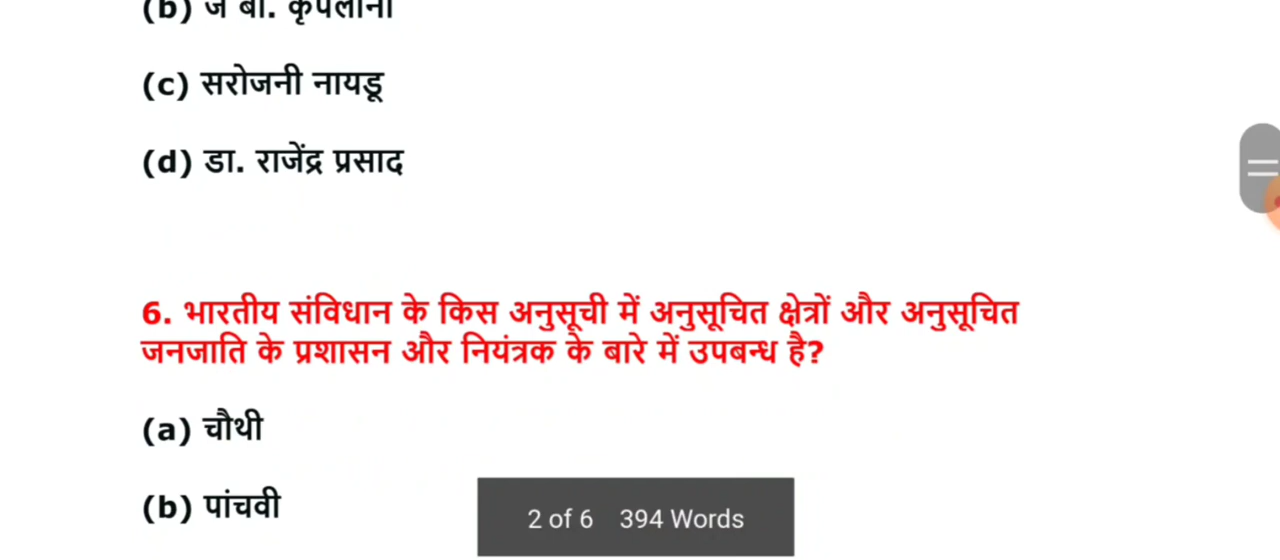 (b) जे बी. कृपलानी
(c) सरोजनी नायडू
(d) डा. राजेंद्र प्रसाद
6. भारतीय संविधान के किस अनुसूची में अनुसूचित क्षेत्रों और अनुसूचित
जनजाति के प्रशासन और नियंत्रक के बारे में उपबन्ध है?
(a) चौथी
(b) पांचवी
2 of 6 394 Words